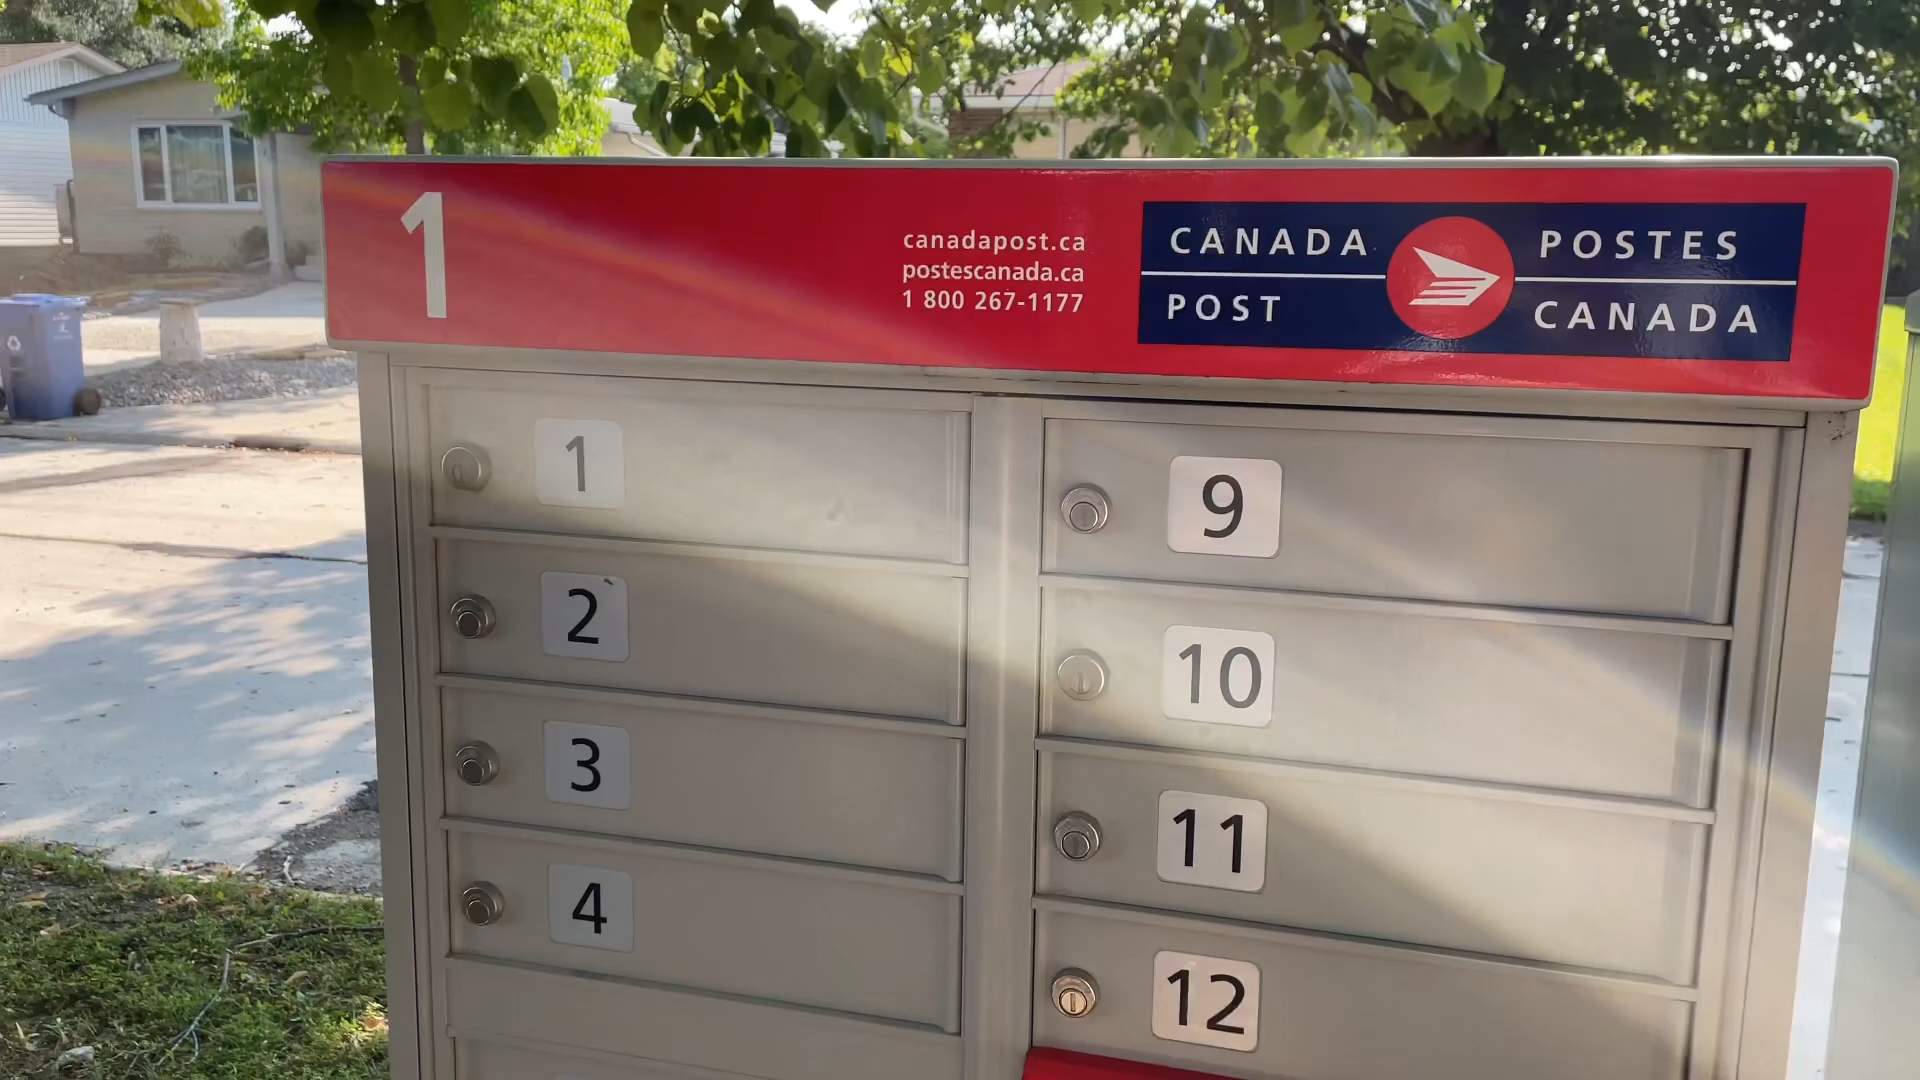 1
canadapost.ca
postescanada.ca
1 800 267-1177
CANADA
POST
POSTES
CANADA
1
2
3
4
9
10
11
12